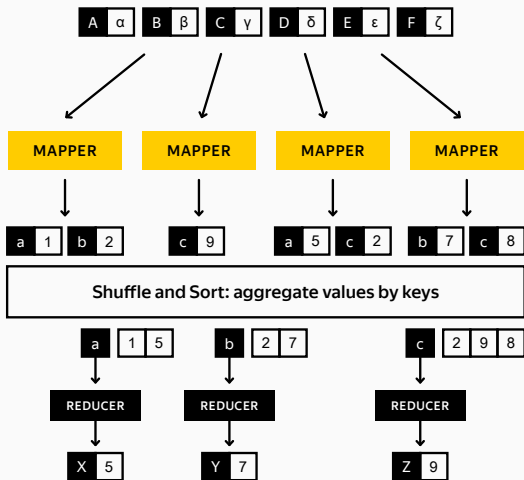 A α B β C γ D δ E ε F ζ
MAPPER MAPPER MAPPER MAPPER
a 1 b 2 c 9 a 5 c 2 b 7 c 8
Shuffle and Sort: aggregate values by keys
a 1 5 b 2 7 c 2 9 8
REDUCER REDUCER REDUCER
X 5 Y 7 Z 9